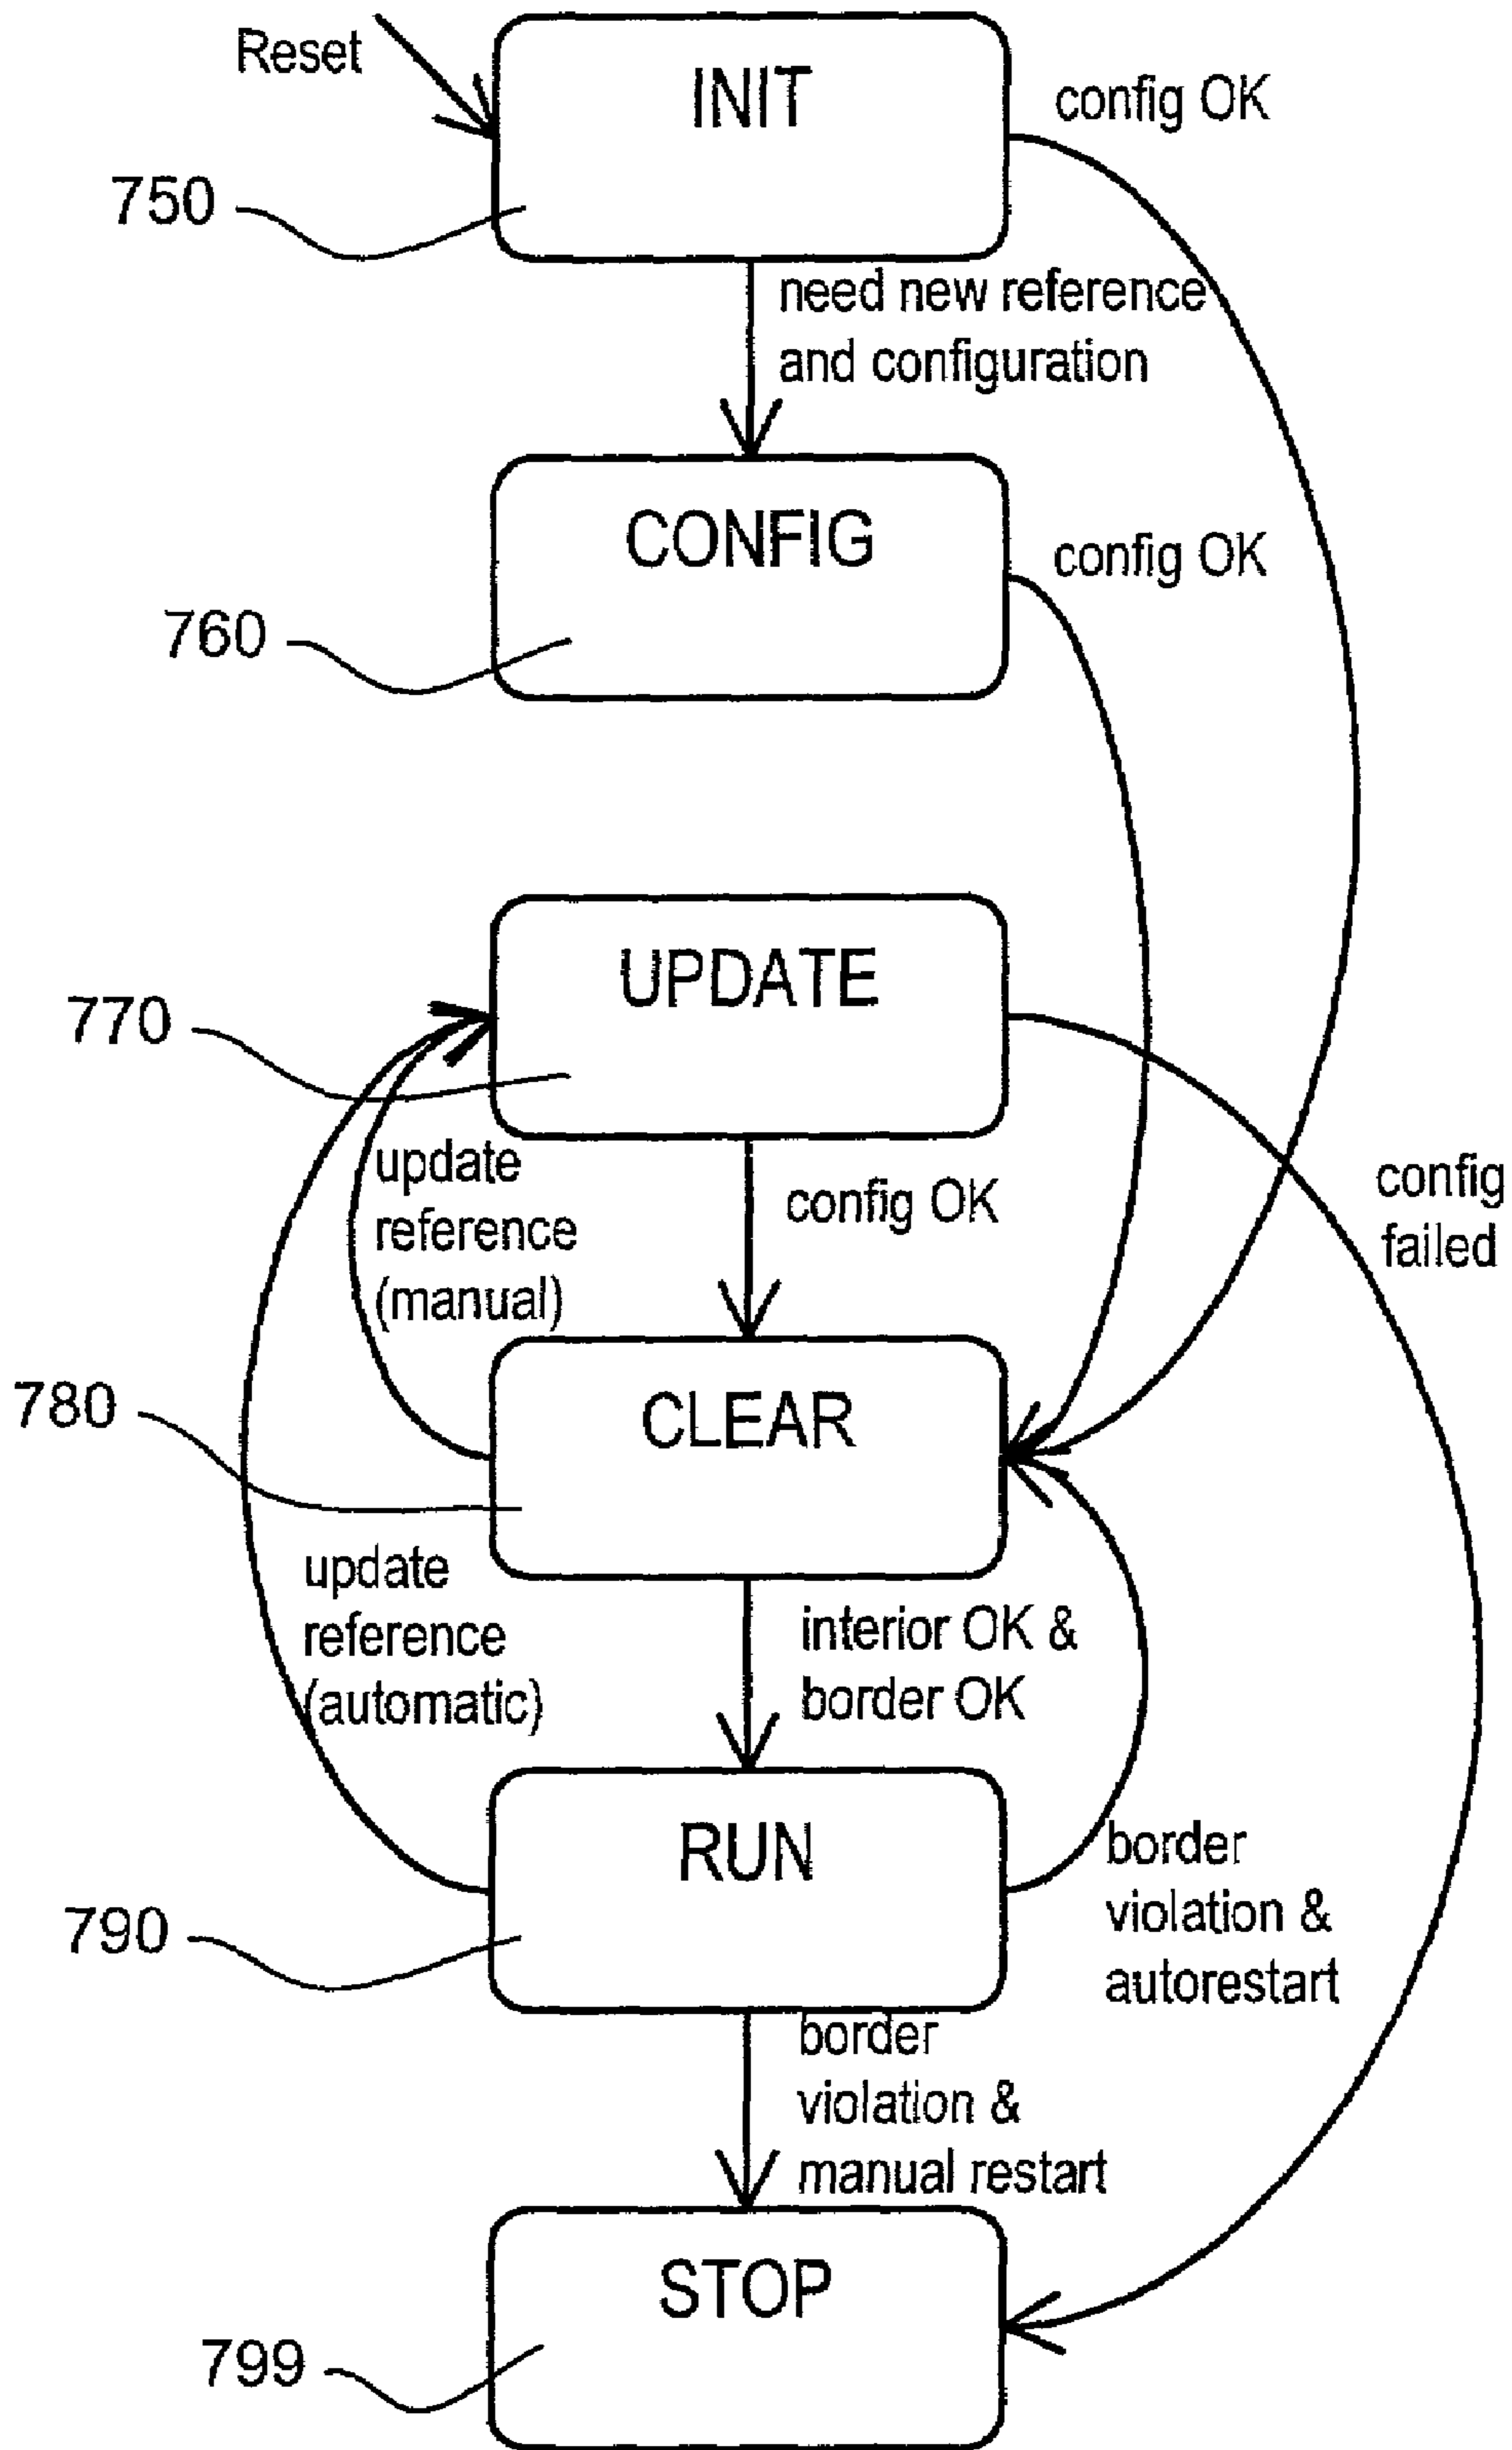 Reset
INIT
config OK
750
need new reference
and configuration
CONFIG
config OK
760
UPDATE
770
update
reference
(manual)
config OK
config
failed
780
CLEAR
update
reference
(automatic)
interior OK &
border OK
RUN
790
border
violation &
autorestart
border
violation &
manual restart
STOP
799